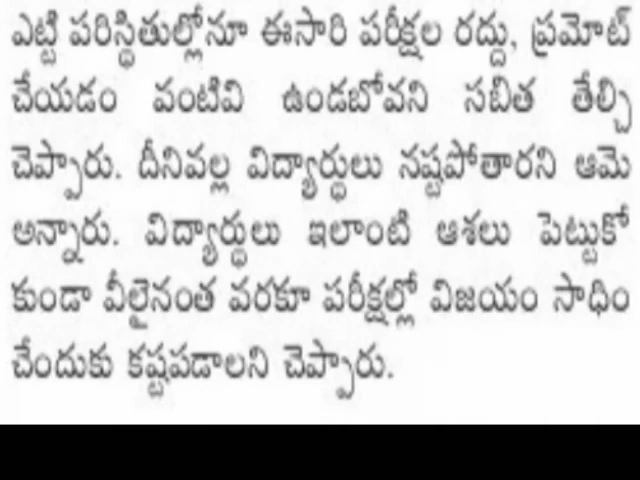 ఎట్టి పరిస్థితుల్లోనూ ఈసారి పరీక్షల రద్దు, ప్రమోట్
చేయడం వంటివి ఉండబోవని సబిత తేల్చి
చెప్పారు. దీనివల్ల విద్యార్థులు నష్టపోతారని ఆమె
అన్నారు. విద్యార్థులు ఇలాంటి ఆశలు పెట్టుకో
కుండా వీలైనంత వరకూ పరీక్షల్లో విజయం సాధిం
చేందుకు కష్టపడాలని చెప్పారు.